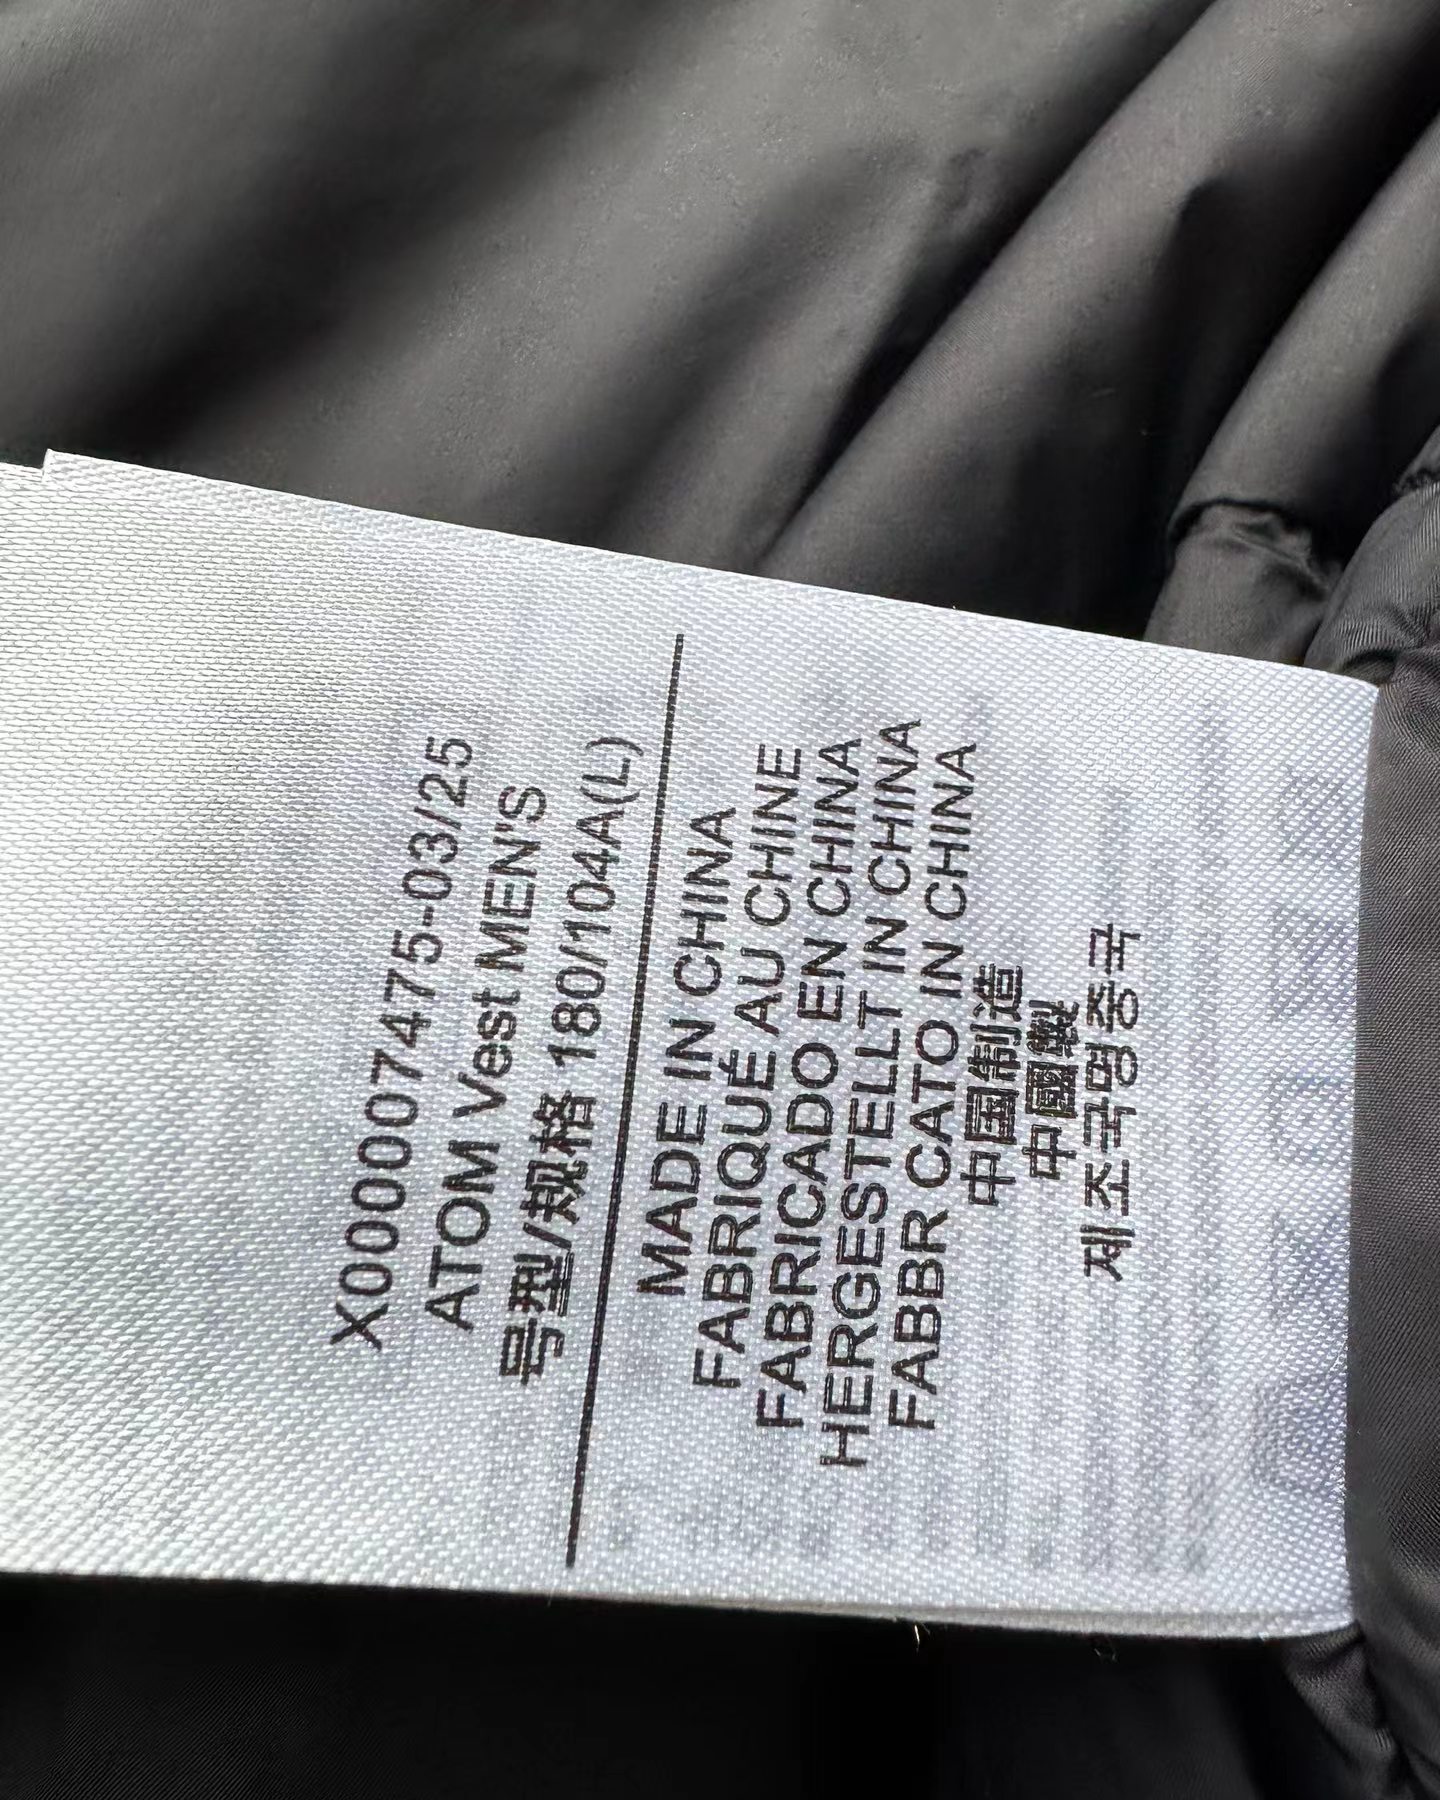 X000007475-03/25
ATOM Vest MEN'S
号型/规格 180/104A(L)
MADE IN CHINA
FABRIQUÉ AU CHINE
FABRICADO EN CHINA
HERGESTELLT IN CHINA
FABBR CATO IN CHINA
中国制造
中國製
제조국명중국